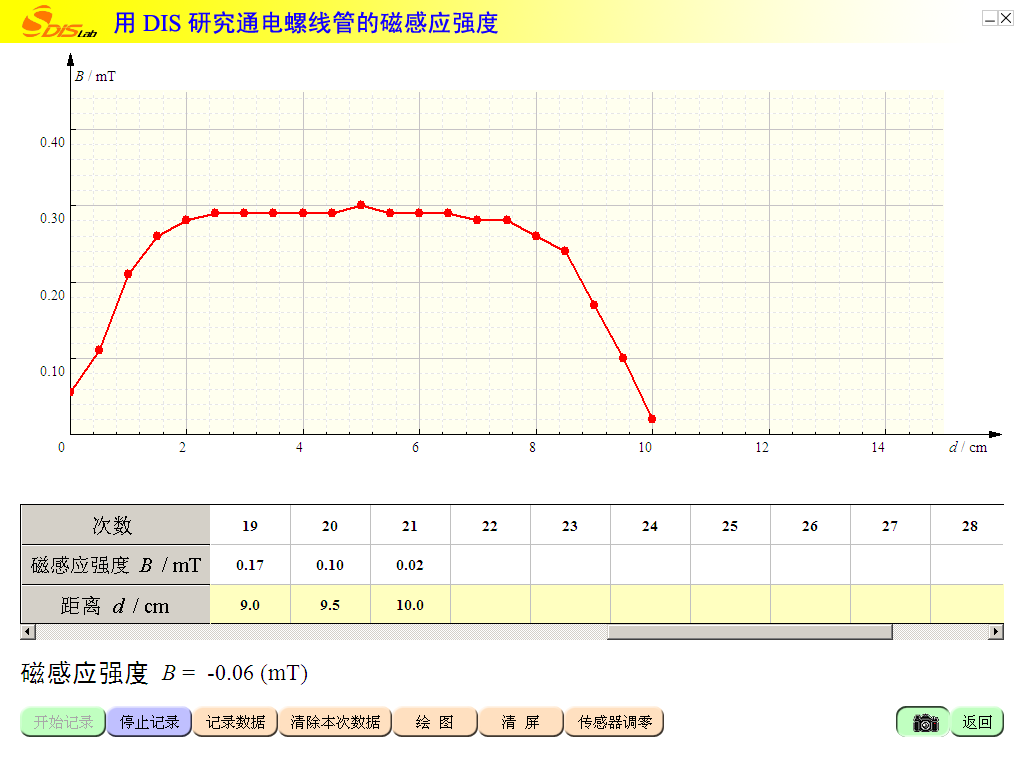 DISLab 用 DIS 研究通电螺线管的磁感应强度
B / mT
0.40
0.30
0.20
0.10
0 2 4 6 8 10 12 14 d / cm
次数 19 20 21 22 23 24 25 26 27 28
磁感应强度 B / mT 0.17 0.10 0.02
距离 d / cm 9.0 9.5 10.0
磁感应强度 B = -0.06 (mT)
开始记录 停止记录 记录数据 清除本次数据 绘 图 清 屏 传感器调零 返回